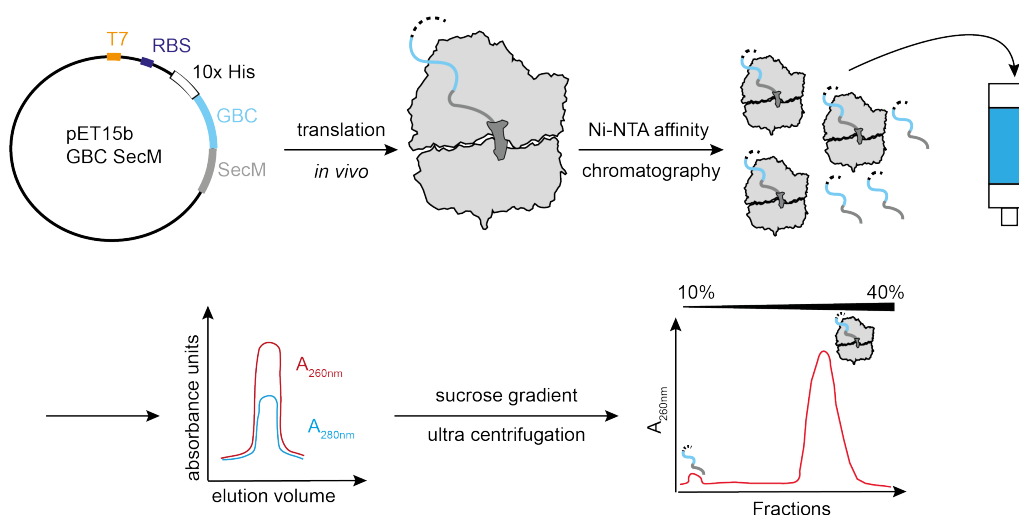 T7
RBS
10x His
GBC
SecM
pET15b
GBC SecM
translation
in vivo
Ni-NTA affinity
chromatography
absorbance units
A260nm
A280nm
elution volume
sucrose gradient
ultra centrifugation
10%
40%
A260nm
Fractions